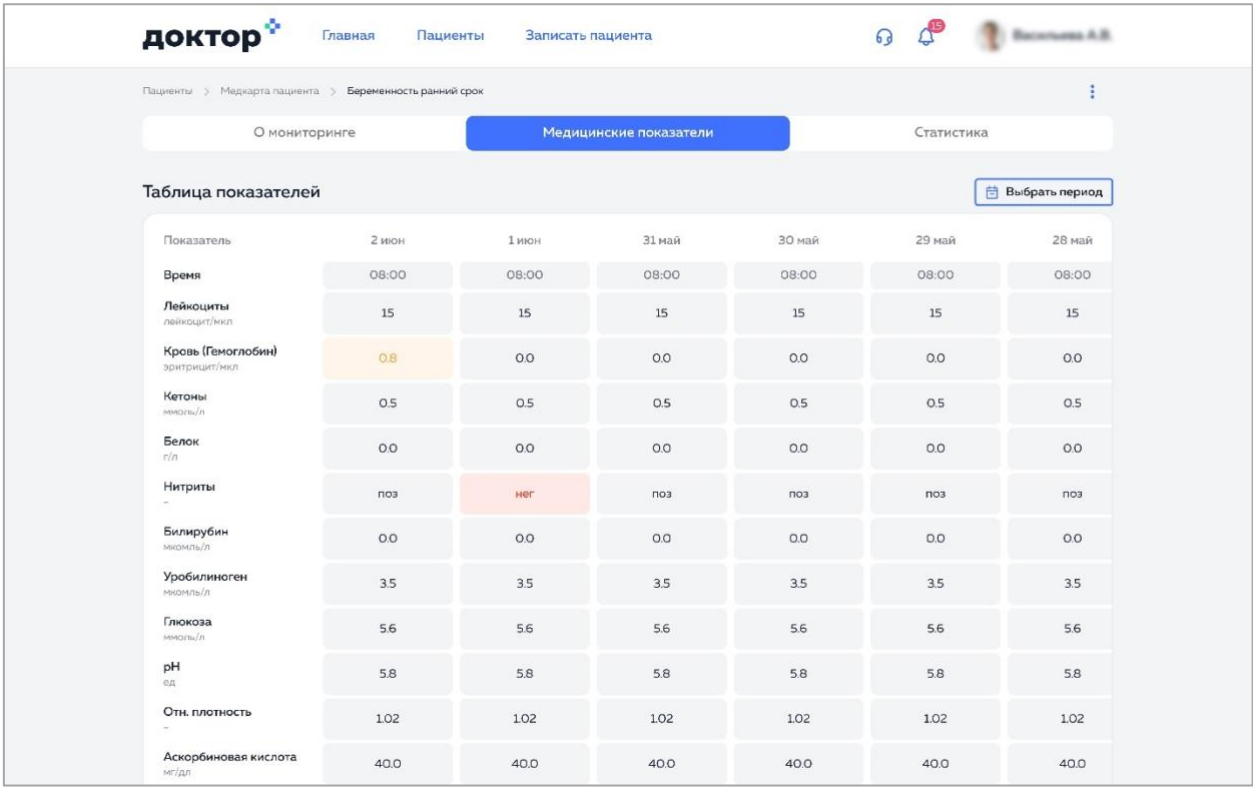 доктор
Главная Пациенты Записать пациента 15
Пациенты > Медкарта пациента > Беременность ранний срок
О мониторинге Медицинские показатели Статистика
Таблица показателей Выбрать период
Показатель 2 июн 1 июн 31 май 30 май 29 май 28 май
Время 08:00 08:00 08:00 08:00 08:00 08:00
Лейкоциты 15 15 15 15 15 15
лейкоцит/мкл
Кровь (Гемоглобин) 0.8 0.0 0.0 0.0 0.0 0.0
эритрицит/мкл
Кетоны 0.5 0.5 0.5 0.5 0.5 0.5
ммоль/л
Белок 0.0 0.0 0.0 0.0 0.0 0.0
г/л
Нитриты поз нег поз поз поз поз
–
Билирубин 0.0 0.0 0.0 0.0 0.0 0.0
мкомль/л
Уробилиноген 3.5 3.5 3.5 3.5 3.5 3.5
мкомль/л
Глюкоза 5.6 5.6 5.6 5.6 5.6 5.6
ммоль/л
pH 5.8 5.8 5.8 5.8 5.8 5.8
ед
Отн. плотность 1.02 1.02 1.02 1.02 1.02 1.02
–
Аскорбиновая кислота 40.0 40.0 40.0 40.0 40.0 40.0
мг/дл